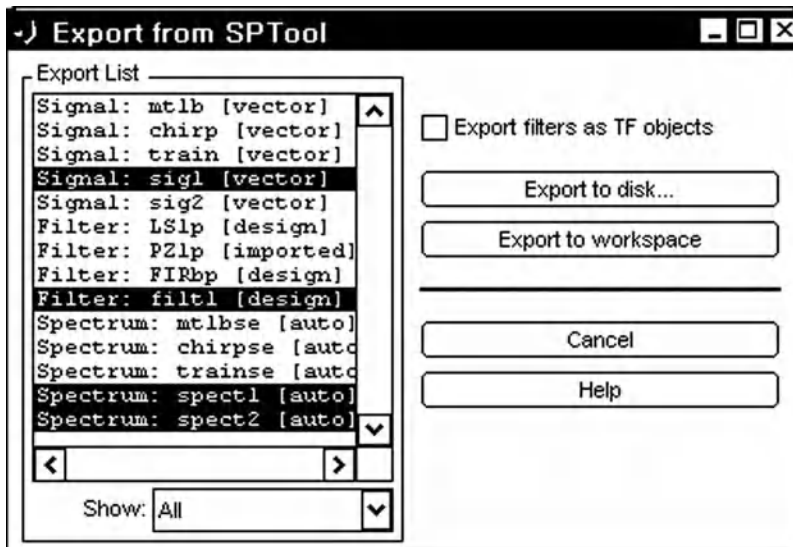 Export from SPTool
Export List
Signal: mtlb [vector]
Signal: chirp [vector]
Signal: train [vector]
Signal: sig1 [vector]
Signal: sig2 [vector]
Filter: LSlp [design]
Filter: PZlp [imported]
Filter: FIRbp [design]
Filter: filt1 [design]
Spectrum: mtlbse [auto]
Spectrum: chirpse [auto
Spectrum: trainse [auto
Spectrum: spect1 [auto]
Spectrum: spect2 [auto]
Show: All
Export filters as TF objects
Export to disk...
Export to workspace
Cancel
Help